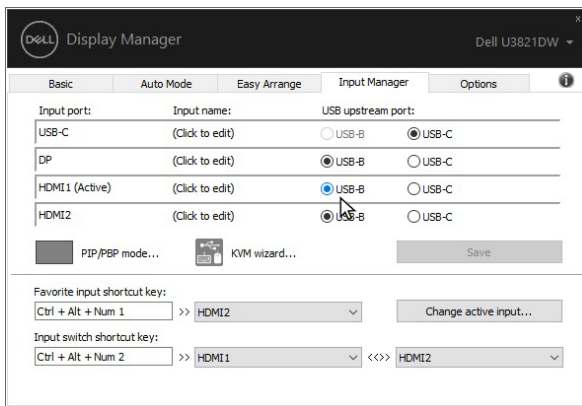 DELL Display Manager
Dell U3821DW
Basic Auto Mode Easy Arrange Input Manager Options
Input port: Input name: USB upstream port:
USB-C (Click to edit) USB-B USB-C
DP (Click to edit) USB-B USB-C
HDMI1 (Active) (Click to edit) USB-B USB-C
HDMI2 (Click to edit) USB-B USB-C
PIP/PBP mode... KVM wizard... Save
Favorite input shortcut key:
Ctrl + Alt + Num 1 >> HDMI2 Change active input...
Input switch shortcut key:
Ctrl + Alt + Num 2 >> HDMI1 <<>> HDMI2